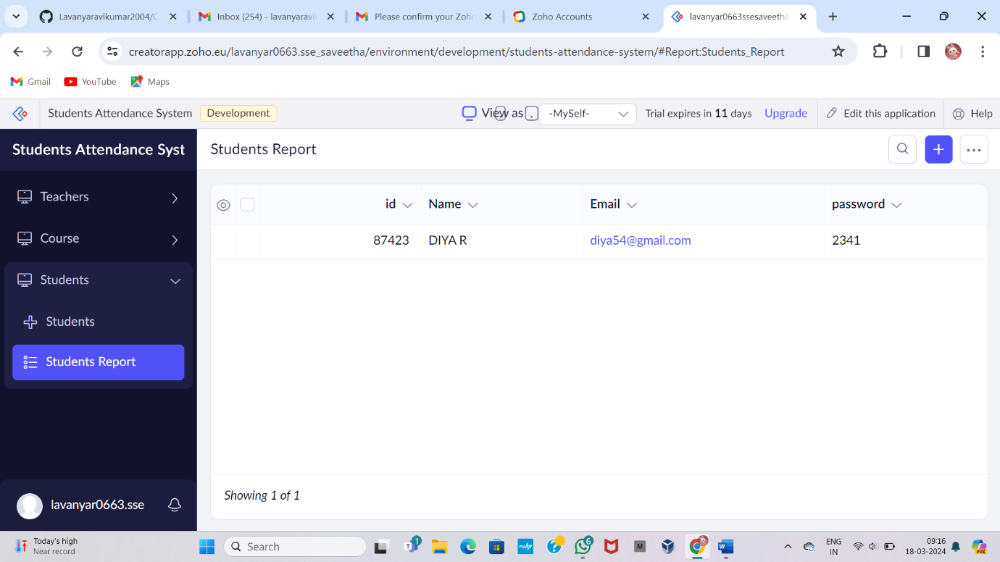 Lavanyaravikumar2004/C
Inbox (254) - lavanyaravi
Please confirm your Zoho
Zoho Accounts
lavanyar0663ssesaveetha
creatorapp.zoho.eu/lavanyar0663.sse_saveetha/environment/development/students-attendance-system/#Report:Students_Report
Gmail YouTube Maps
Students Attendance System Development View as -MySelf- Trial expires in 11 days Upgrade Edit this application Help
Students Attendance Syst
Students Report
Teachers
Course
Students
Students
Students Report
id Name Email password
87423 DIYA R diya54@gmail.com 2341
Showing 1 of 1
lavanyar0663.sse
Today's high
Near record
Search
1
myhp
6
M
ENG
IN
09:16
18-03-2024
PRE